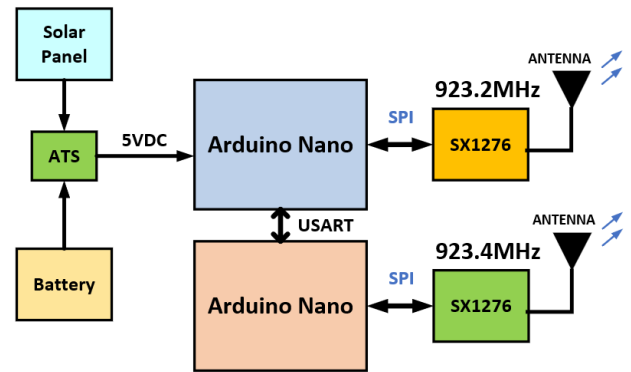 Solar
Panel
ATS
Battery
5VDC
Arduino Nano
USART
Arduino Nano
SPI
923.2MHz
SX1276
ANTENNA
SPI
923.4MHz
SX1276
ANTENNA